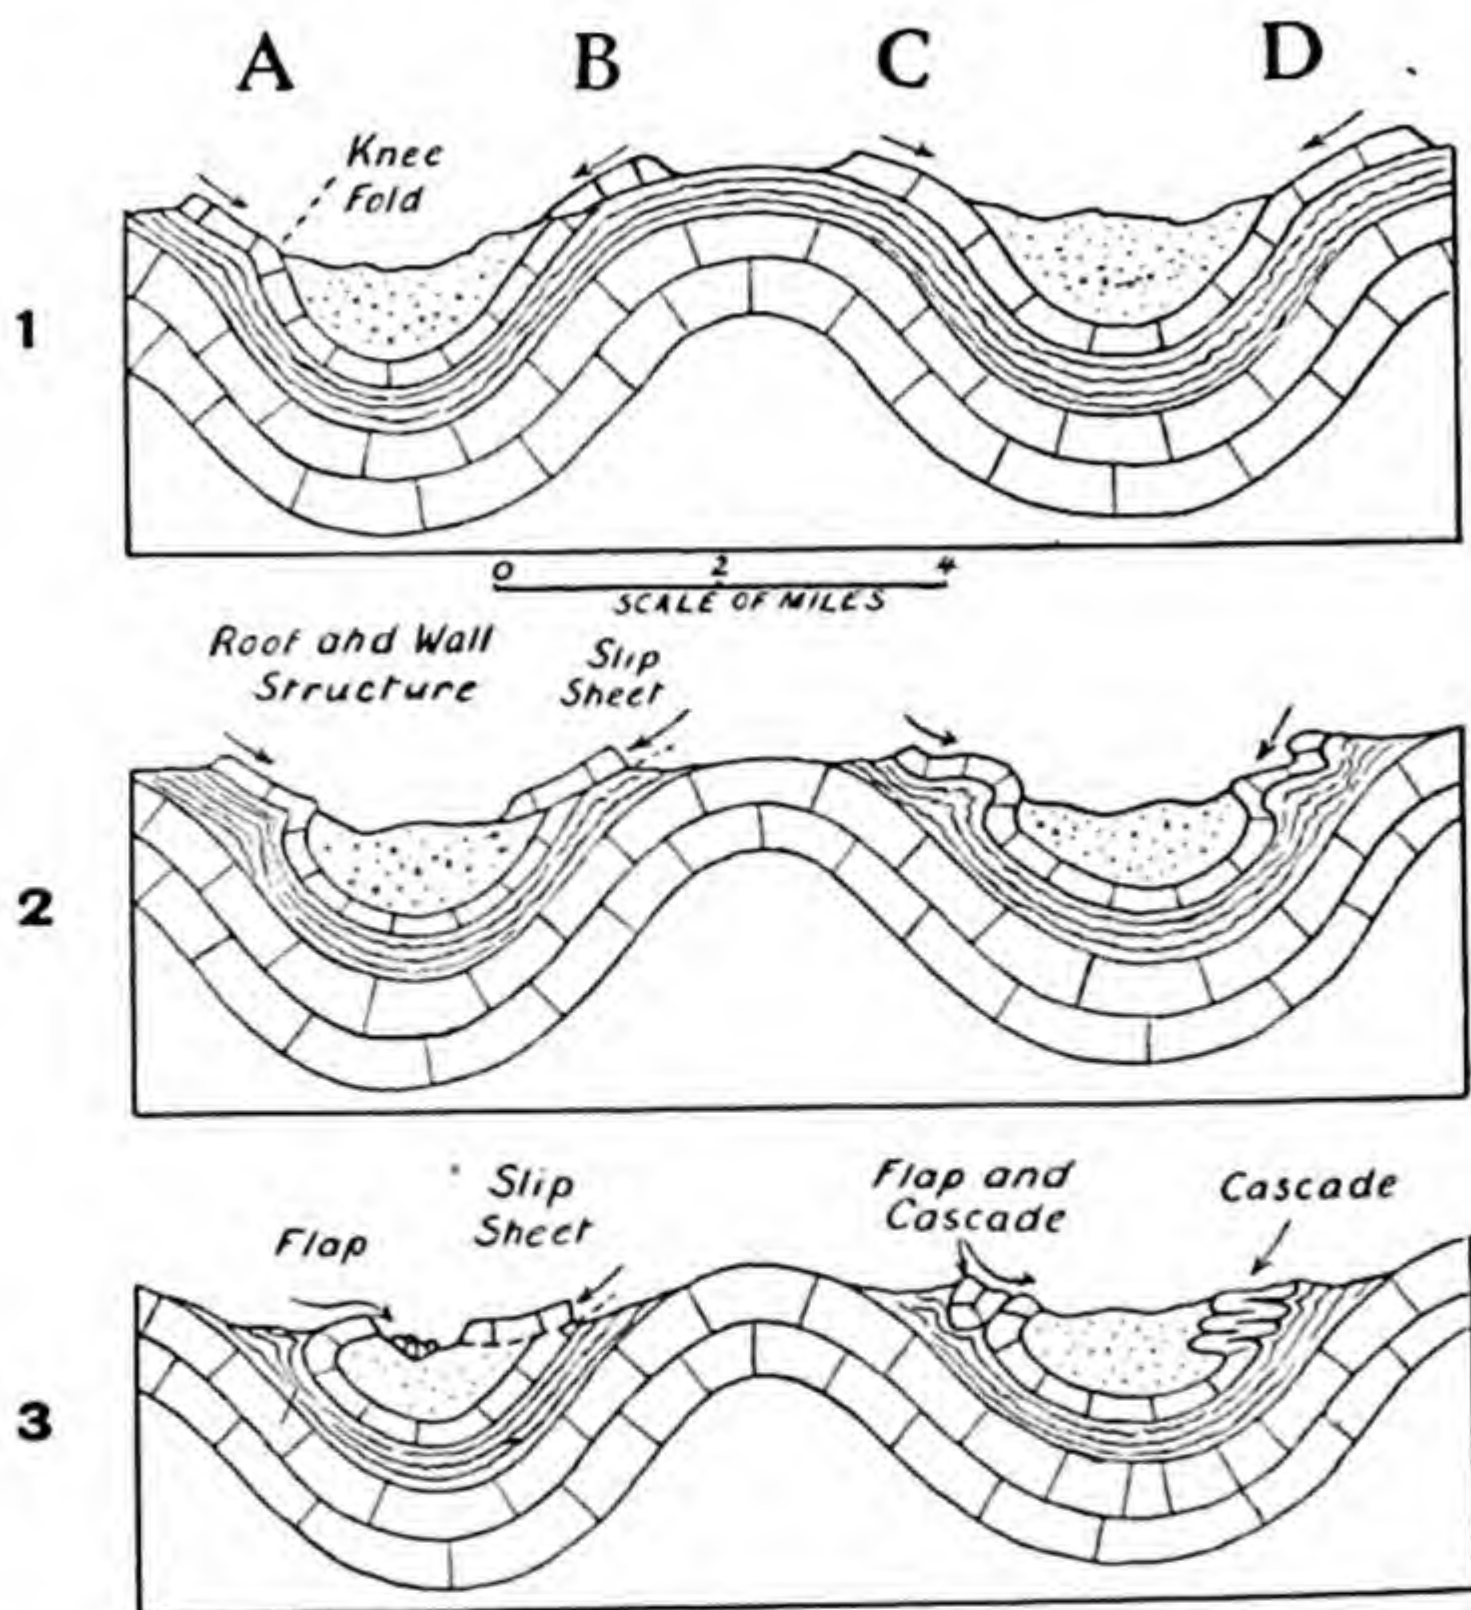 A B C D
Knee
Fold
1
0 2 4
SCALE OF MILES
Roof and Wall
Structure
Slip
Sheet
2
Slip
Sheet
Flap and
Cascade
Cascade
Flap
3